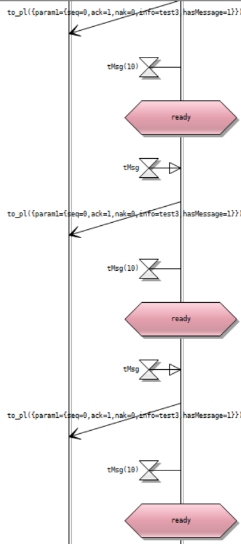 to_pl({param1={seq=0,ack=1,nak=0,info=test3,hasMessage=1}})
tMsg(10)
ready
tMsg
to_pl({param1={seq=0,ack=1,nak=0,info=test3,hasMessage=1}})
tMsg(10)
ready
tMsg
to_pl({param1={seq=0,ack=1,nak=0,info=test3,hasMessage=1}})
tMsg(10)
ready